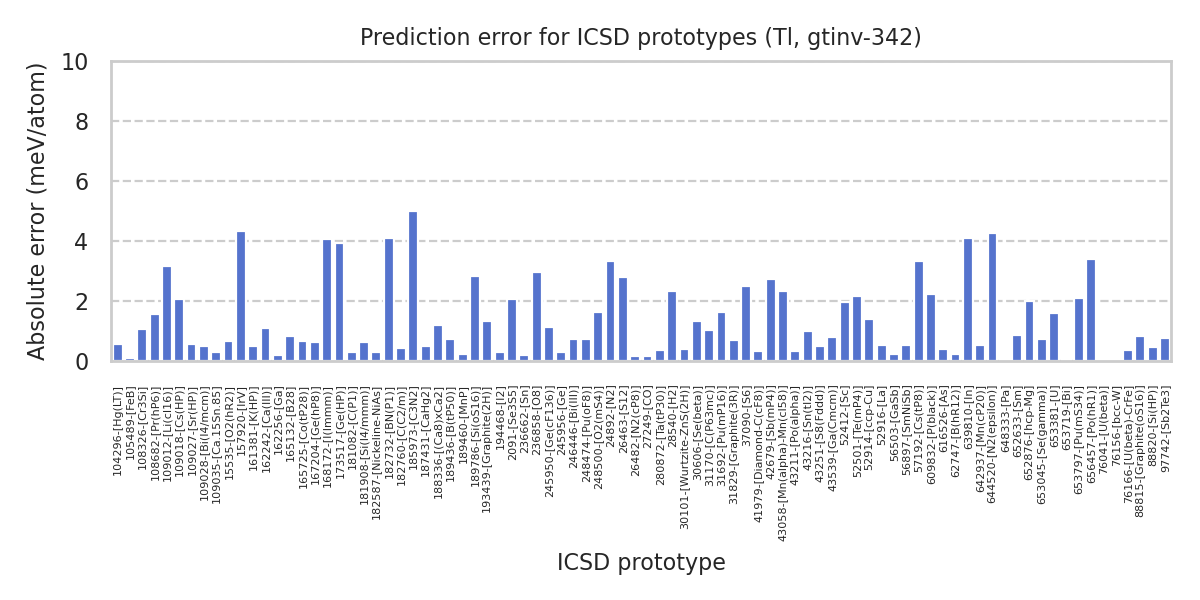 Prediction error for ICSD prototypes (Tl, gtinv-342)
Absolute error (meV/atom)
10
8
6
4
2
0
104296-[Hg(LT)]
105489-[FeB]
108326-[Cr3Si]
108682-[Pr(hP6)]
109012-[Li(cI16)]
109018-[Cs(HP)]
109027-[Sr(HP)]
109028-[Bi(I4/mcm)]
109035-[Ca.15Sn.85]
15535-[O2(hR2)]
157920-[IrV]
161381-[K(HP)]
162242-[Ca(III)]
162256-[Ga]
165132-[B28]
165725-[Co(tP28)]
167204-[Ge(hP8)]
168172-[I(Immm)]
173517-[Ge(HP)]
181082-[C(P1)]
181908-[Si(I4/mmm)]
182587-[Nickeline-NiAs]
182732-[BN(P1)]
182760-[C(C2/m)]
185973-[C3N2]
187431-[CaHg2]
188336-[(Ca8)xCa2]
189436-[B(tP50)]
189460-[MnP]
189786-[Si(oS16)]
193439-[Graphite(2H)]
194468-[I2]
2091-[Se3S5]
236662-[Sn]
236858-[O8]
245950-[Ge(cF136)]
245956-[Ge]
246446-[Bi(III)]
248474-[Pu(oF8)]
248500-[O2(mS4)]
24892-[N2]
26463-[S12]
26482-[N2(cP8)]
27249-[CO]
280872-[Ta(tP30)]
28540-[H2]
30101-[Wurtzite-ZnS(2H)]
30606-[Se(beta)]
31170-[C(P63mc)]
31692-[Pu(mP16)]
31829-[Graphite(3R)]
37090-[S6]
41979-[Diamond-C(cF8)]
42679-[Sb(mP4)]
43058-[Mn(alpha)-Mn(cI58)]
43211-[Po(alpha)]
43216-[Sn(tI2)]
43251-[S8(Fddd)]
43539-[Ga(Cmcm)]
52412-[Sc]
52501-[Te(mP4)]
52914-[fcc-Cu]
52916-[La]
56503-[GaSb]
56897-[SmNiSb]
57192-[Cs(tP8)]
609832-[P(black)]
616526-[As]
62747-[B(hR12)]
639810-[In]
642937-[Mn(cP20)]
644520-[N2(epsilon)]
648333-[Pa]
652633-[Sm]
652876-[hcp-Mg]
653045-[Se(gamma)]
653381-[U]
653719-[Bi]
653797-[Pu(mS34)]
656457-[Po(hR1)]
76041-[U(beta)]
76156-[bcc-W]
76166-[U(beta)-CrFe]
88815-[Graphite(oS16)]
88820-[Si(HP)]
97742-[Sb2Te3]
ICSD prototype